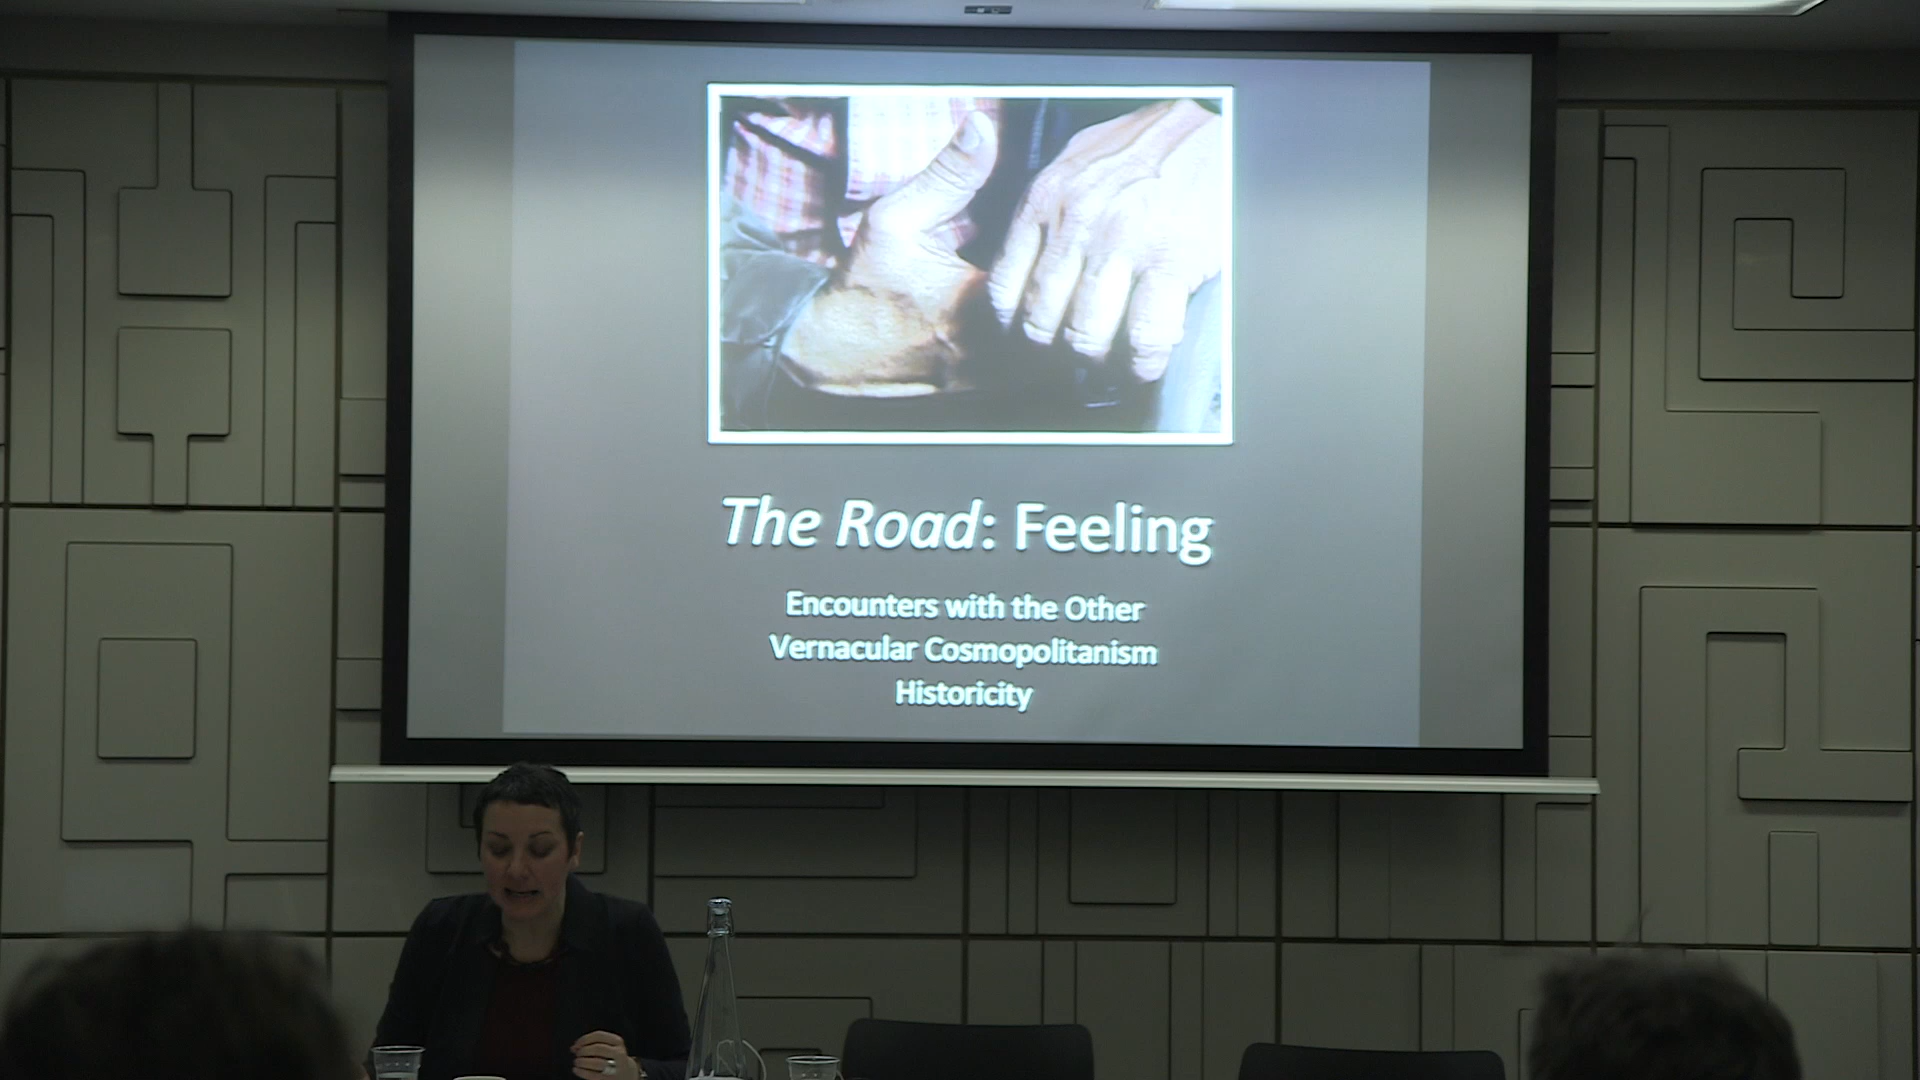 The Road: Feeling
Encounters with the Other
Vernacular Cosmopolitanism
Historicity